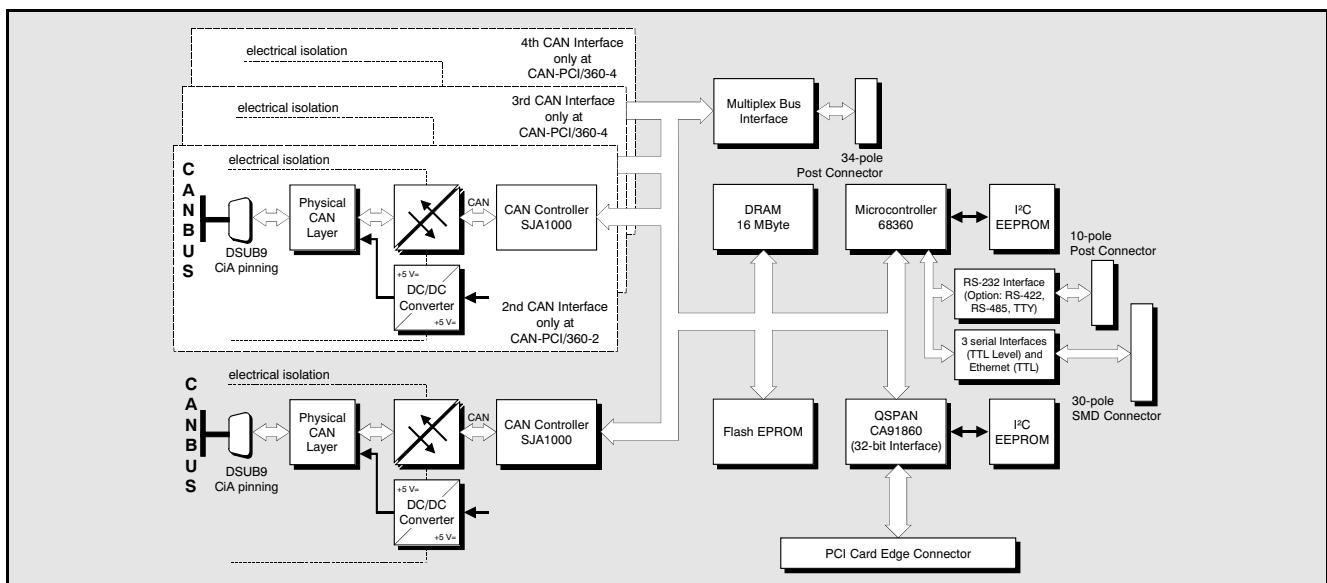 electrical isolation
4th CAN Interface
only at
CAN-PCI/360-4
electrical isolation
3rd CAN Interface
only at
CAN-PCI/360-4
electrical isolation
CANBUS
DSUB9
CiA pinning
Physical
CAN
Layer
CAN
CAN Controller
SJA1000
+5 V=
DC/DC
Converter
+5 V=
2nd CAN Interface
only at
CAN-PCI/360-2
Multiplex Bus
Interface
34-pole
Post Connector
DRAM
16 MByte
Microcontroller
68360
I²C
EEPROM
10-pole
Post Connector
RS-232 Interface
(Option: RS-422,
RS-485, TTY)
3 serial Interfaces
(TTL Level) and
Ethernet (TTL)
30-pole
SMD Connector
electrical isolation
CANBUS
DSUB9
CiA pinning
Physical
CAN
Layer
CAN
CAN Controller
SJA1000
+5 V=
DC/DC
Converter
+5 V=
Flash EPROM
QSPAN
CA91860
(32-bit Interface)
I²C
EEPROM
PCI Card Edge Connector